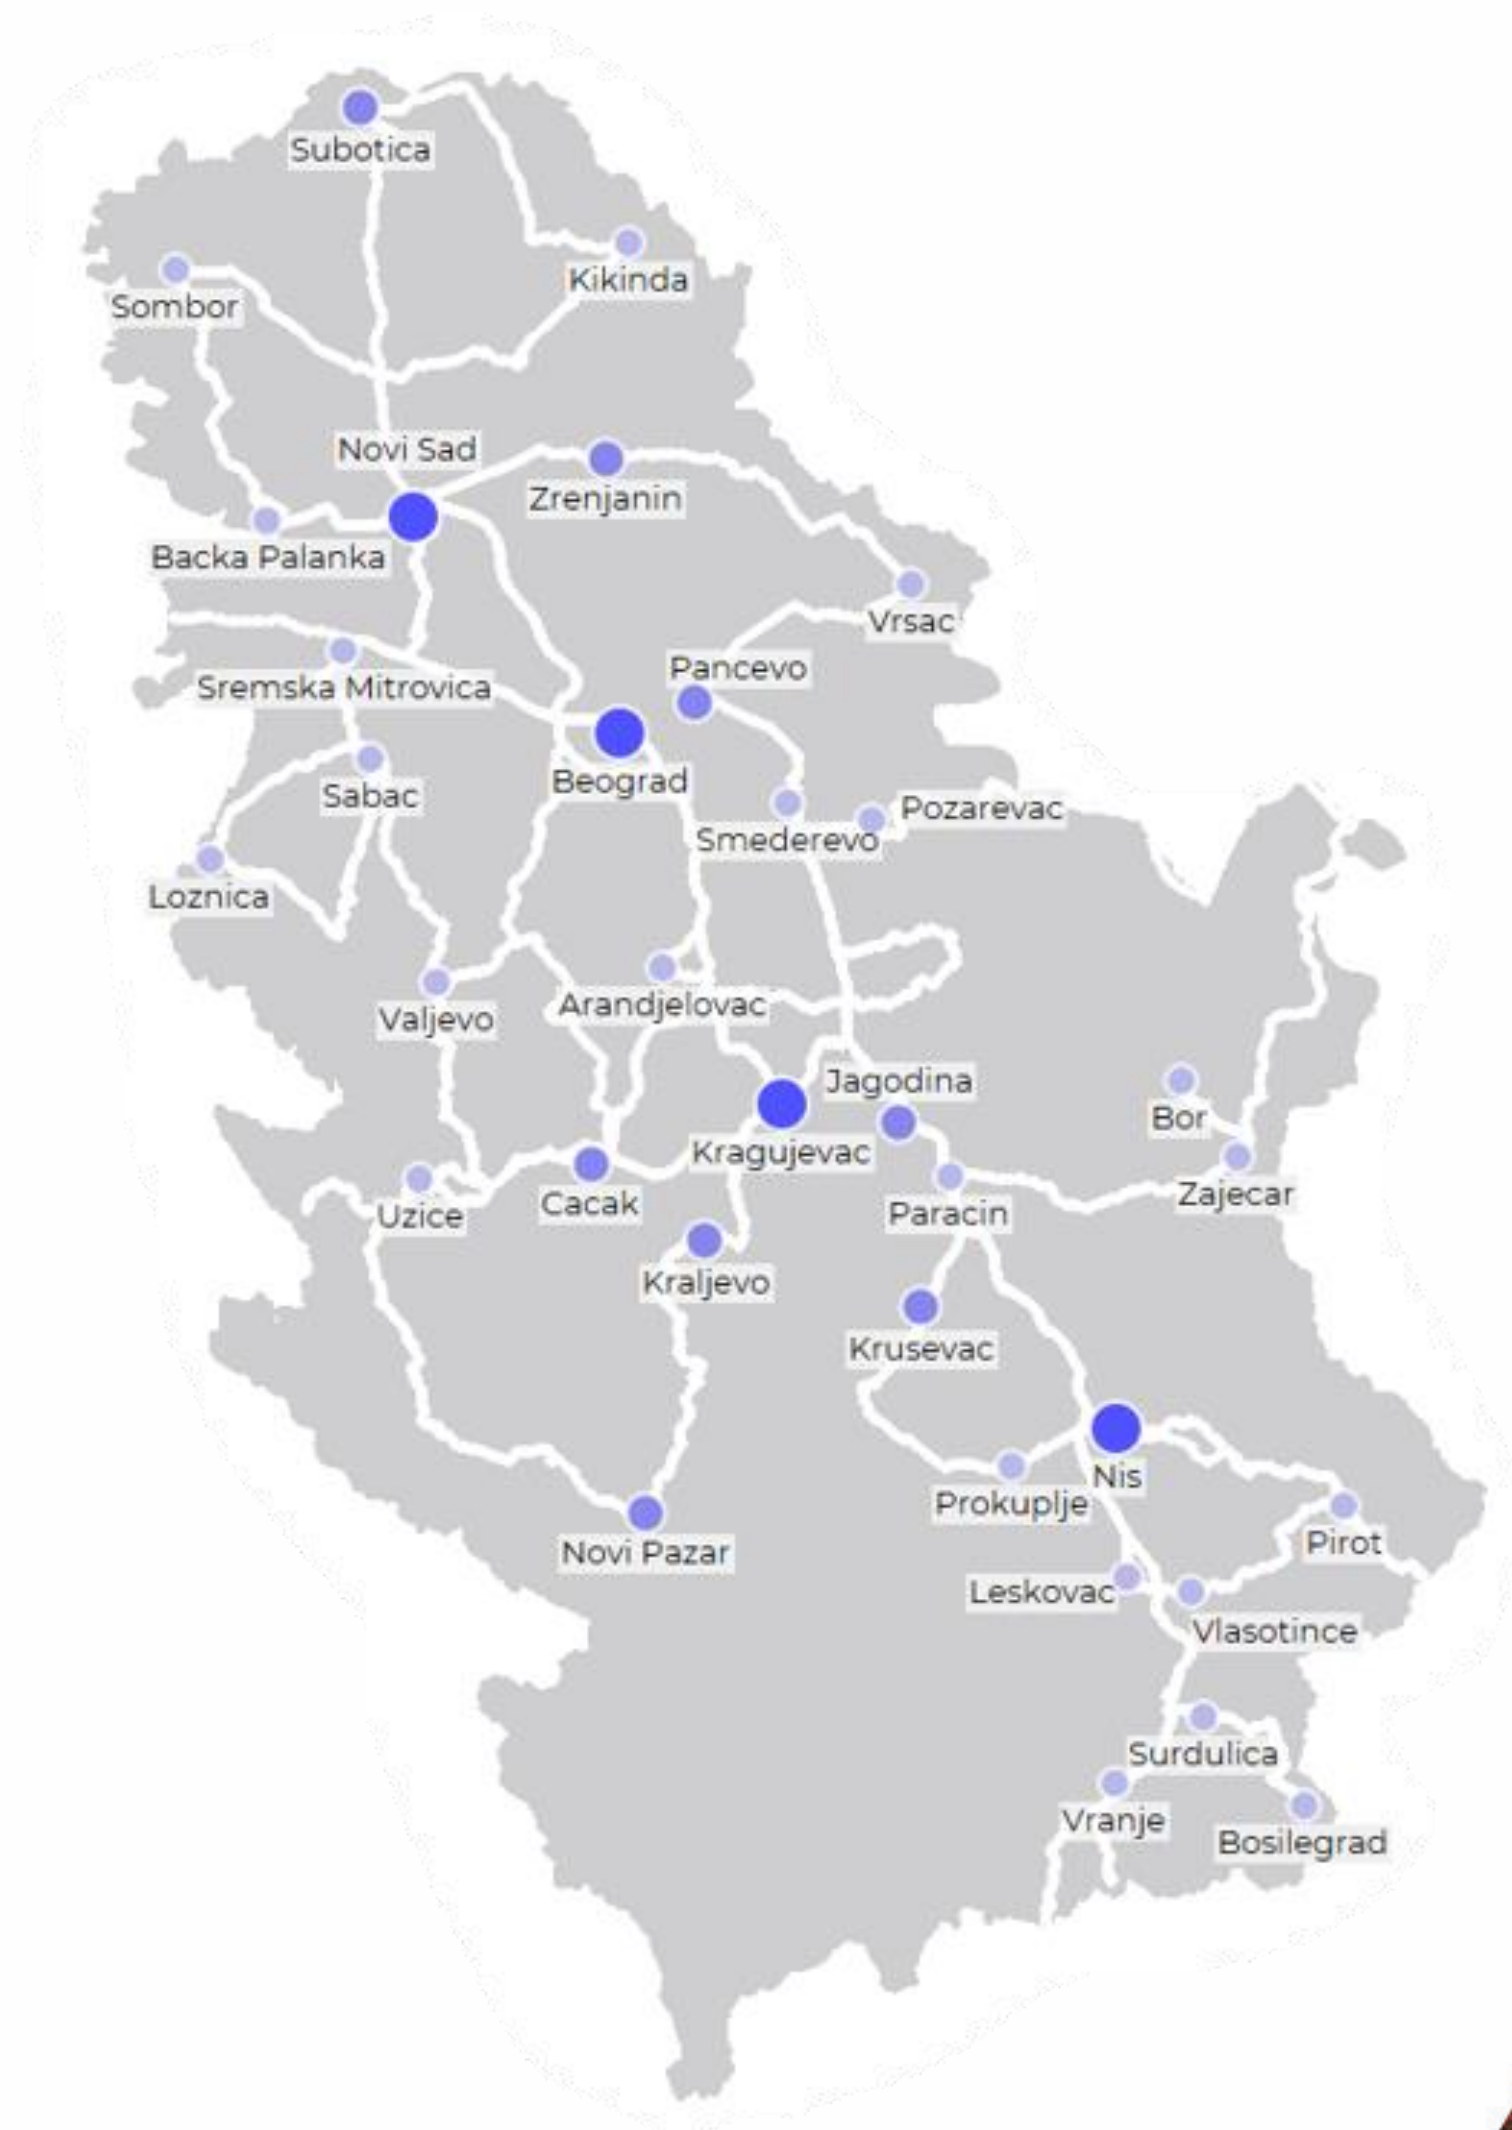 Subotica
Kikinda
Sombor
Novi Sad
Zrenjanin
Backa Palanka
Vrsac
Pancevo
Sremska Mitrovica
Beograd
Sabac
Pozarevac
Smederevo
Loznica
Arandjelovac
Valjevo
Jagodina
Bor
Kragujevac
Zajecar
Cacak
Uzice
Paracin
Kraljevo
Krusevac
Nis
Prokuplje
Pirot
Novi Pazar
Leskovac
Vlasotince
Surdulica
Vranje
Bosilegrad